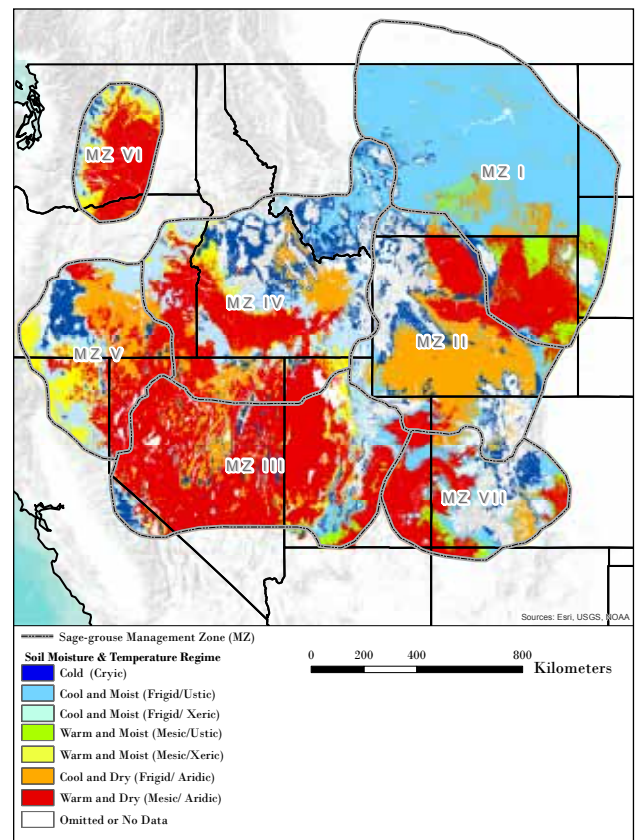 MZ VI
MZ I
MZ IV
MZ II
MZ V
MZ III
MZ VII
Sources: Esri, USGS, NOAA
Sage-grouse Management Zone (MZ)
Soil Moisture & Temperature Regime
Cold (Cryic)
Cool and Moist (Frigid/Ustic)
Cool and Moist (Frigid/ Xeric)
Warm and Moist (Mesic/Ustic)
Warm and Moist (Mesic/Xeric)
Cool and Dry (Frigid/ Aridic)
Warm and Dry (Mesic/ Aridic)
Omitted or No Data
0 200 400 800
Kilometers